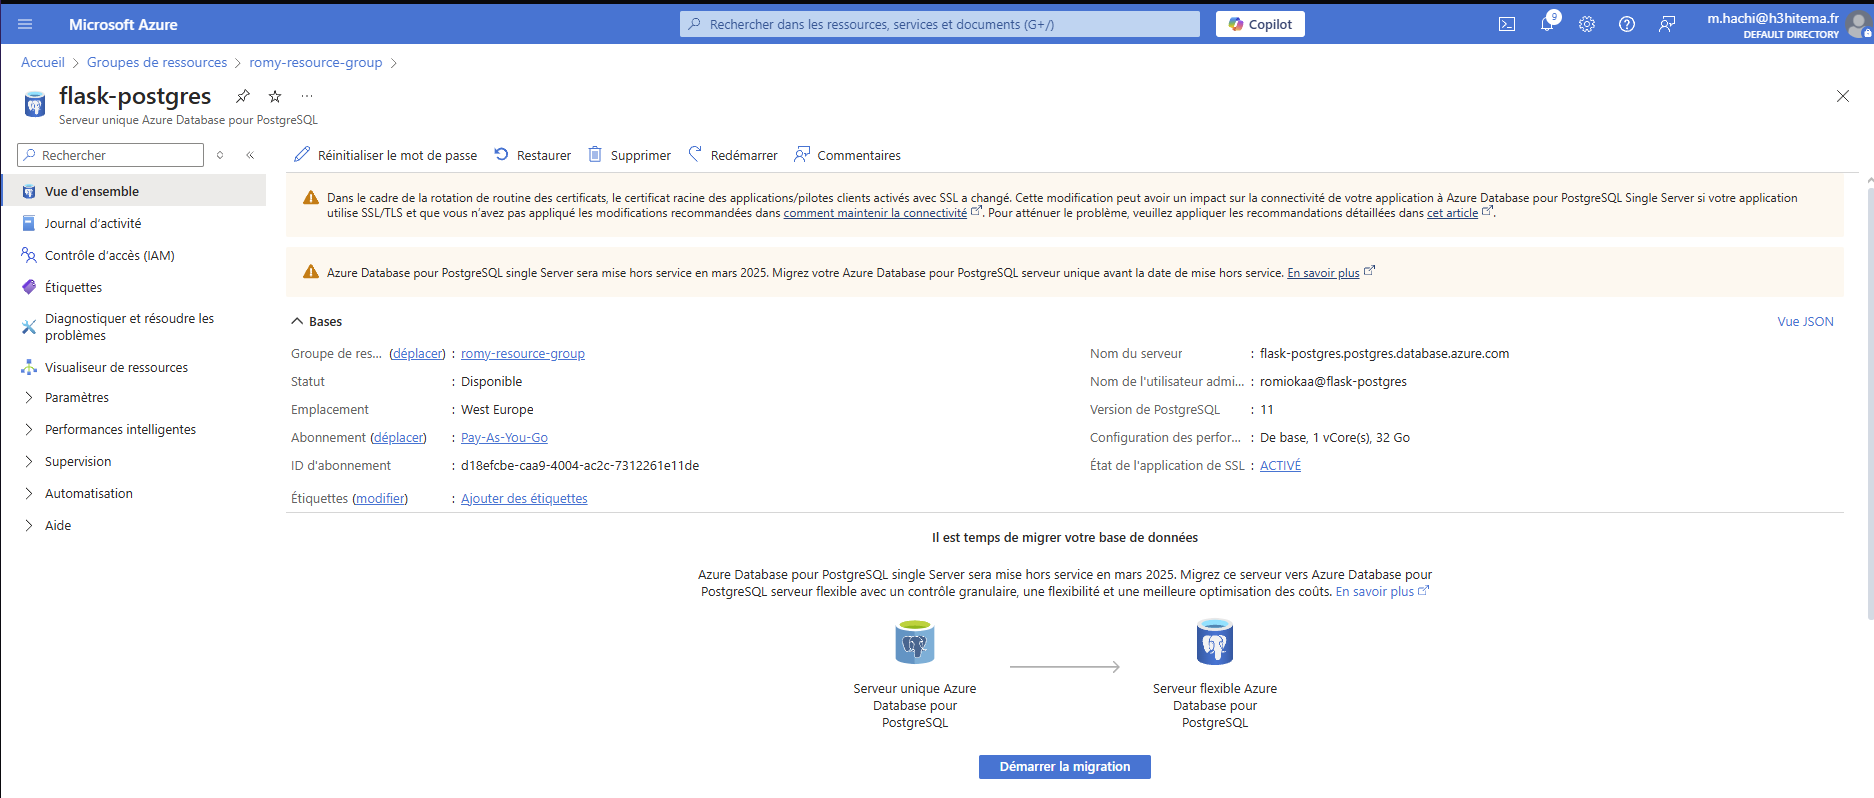 Microsoft Azure
Rechercher dans les ressources, services et documents (G+/)
Copilot
9
m.hachi@h3hitema.fr
DEFAULT DIRECTORY
Accueil > Groupes de ressources > romy-resource-group >
flask-postgres
...
Serveur unique Azure Database pour PostgreSQL
Rechercher
Réinitialiser le mot de passe
Restaurer
Supprimer
Redémarrer
Commentaires
Vue d'ensemble
Journal d'activité
Contrôle d'accès (IAM)
Étiquettes
Diagnostiquer et résoudre les
problèmes
Visualiseur de ressources
Paramètres
Performances intelligentes
Supervision
Automatisation
Aide
Dans le cadre de la rotation de routine des certificats, le certificat racine des applications/pilotes clients activés avec SSL a changé. Cette modification peut avoir un impact sur la connectivité de votre application à Azure Database pour PostgreSQL Single Server si votre application
utilise SSL/TLS et que vous n'avez pas appliqué les modifications recommandées dans comment maintenir la connectivité. Pour atténuer le problème, veuillez appliquer les recommandations détaillées dans cet article.
Azure Database pour PostgreSQL single Server sera mise hors service en mars 2025. Migrez votre Azure Database pour PostgreSQL serveur unique avant la date de mise hors service. En savoir plus
Bases
Vue JSON
Groupe de res... (déplacer) : romy-resource-group
Statut : Disponible
Emplacement : West Europe
Abonnement (déplacer) : Pay-As-You-Go
ID d'abonnement : d18efcbe-caa9-4004-ac2c-7312261e11de
Étiquettes (modifier) : Ajouter des étiquettes
Nom du serveur : flask-postgres.postgres.database.azure.com
Nom de l'utilisateur admi... : romiokaa@flask-postgres
Version de PostgreSQL : 11
Configuration des perfor... : De base, 1 vCore(s), 32 Go
État de l'application de SSL : ACTIVÉ
Il est temps de migrer votre base de données
Azure Database pour PostgreSQL single Server sera mise hors service en mars 2025. Migrez ce serveur vers Azure Database pour
PostgreSQL serveur flexible avec un contrôle granulaire, une flexibilité et une meilleure optimisation des coûts. En savoir plus
Serveur unique Azure
Database pour
PostgreSQL
Serveur flexible Azure
Database pour
PostgreSQL
Démarrer la migration